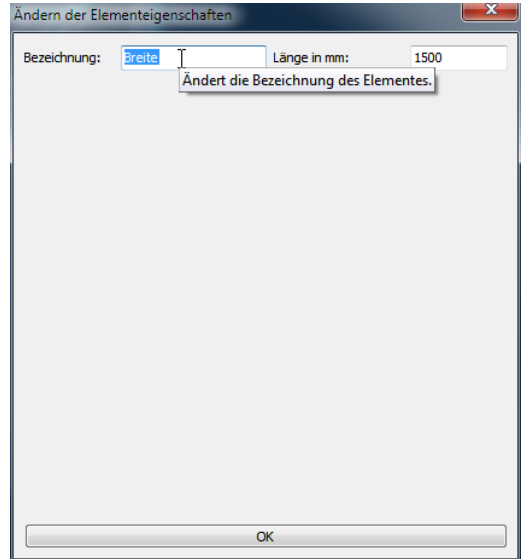 Ändern der Elementeigenschaften
Bezeichnung: Breite Länge in mm: 1500
Ändert die Bezeichnung des Elementes.
OK